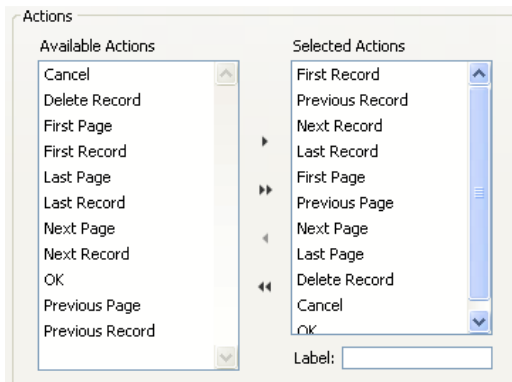 Actions
Available Actions
Cancel
Delete Record
First Page
First Record
Last Page
Last Record
Next Page
Next Record
OK
Previous Page
Previous Record
Selected Actions
First Record
Previous Record
Next Record
Last Record
First Page
Previous Page
Next Page
Last Page
Delete Record
Cancel
OK
Label: